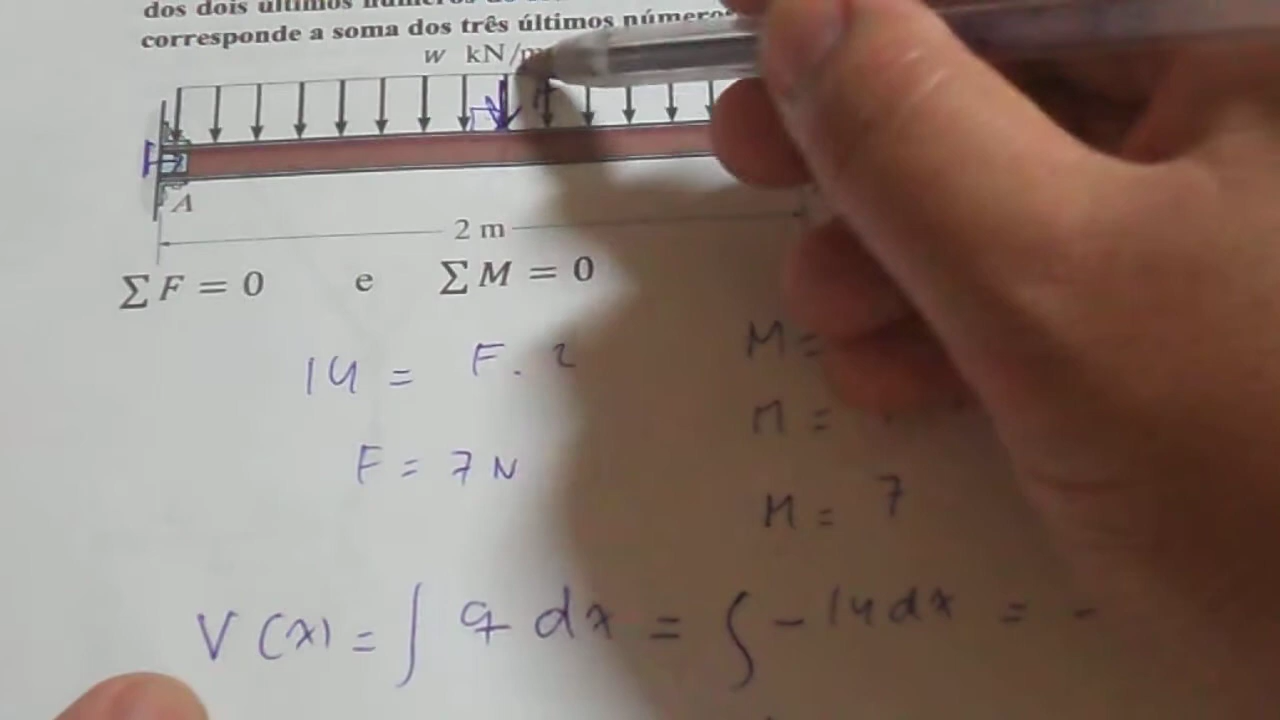 dos dois últimos
corresponde a soma dos três últimos números
w kN/m
A
2 m
∑ F = 0 e ∑ M = 0
14 = F . 2
M =
F = 7 N
M =
M = 7
V (x) = ∫ q dx = ∫ - 14 dx = -